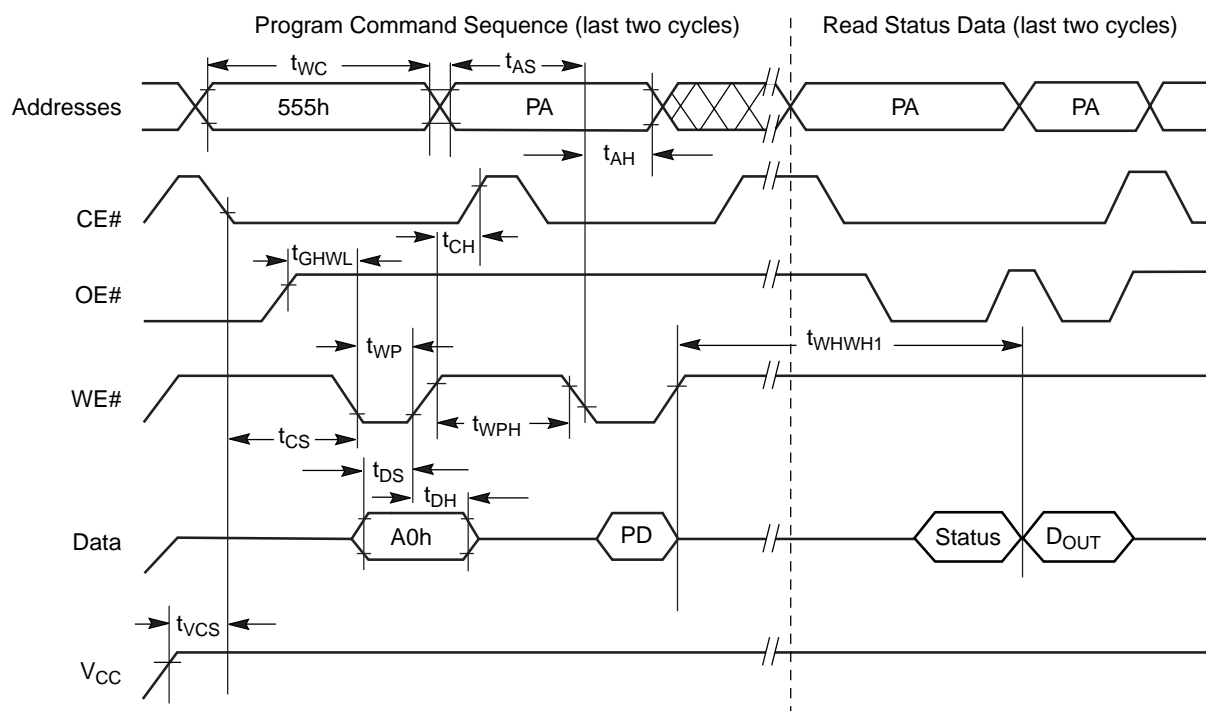 Program Command Sequence (last two cycles)
Read Status Data (last two cycles)
tWC
tAS
Addresses
555h
PA
PA
PA
tAH
CE#
tCH
tGHWL
OE#
tWP
tWHWH1
WE#
tWPH
tCS
tDS
tDH
Data
A0h
PD
Status
DOUT
tVCS
VCC